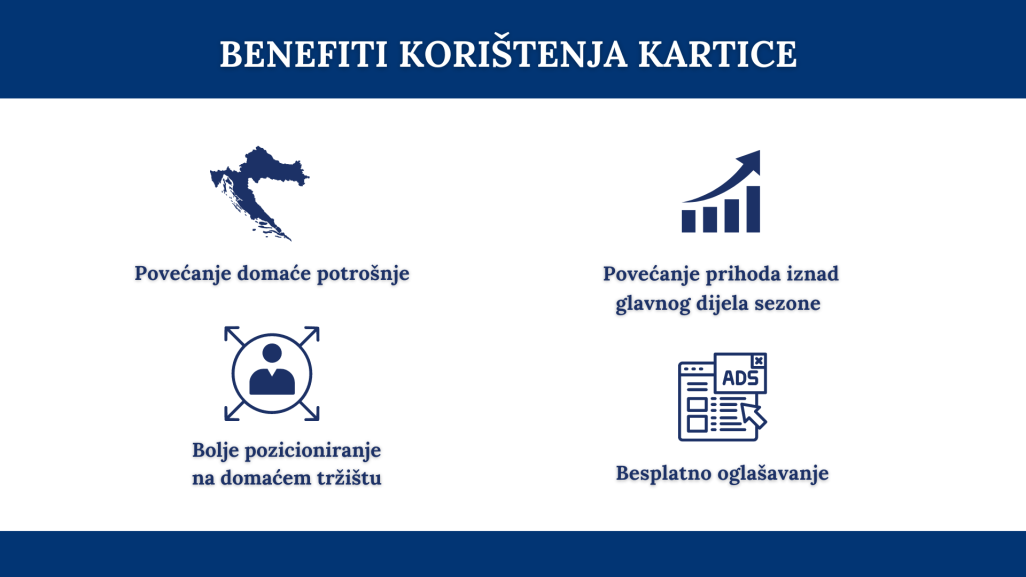 BENEFITI KORIŠTENJA KARTICE
Povećanje domaće potrošnje
Povećanje prihoda iznad
glavnog dijela sezone
Bolje pozicioniranje
na domaćem tržištu
ADS
Besplatno oglašavanje